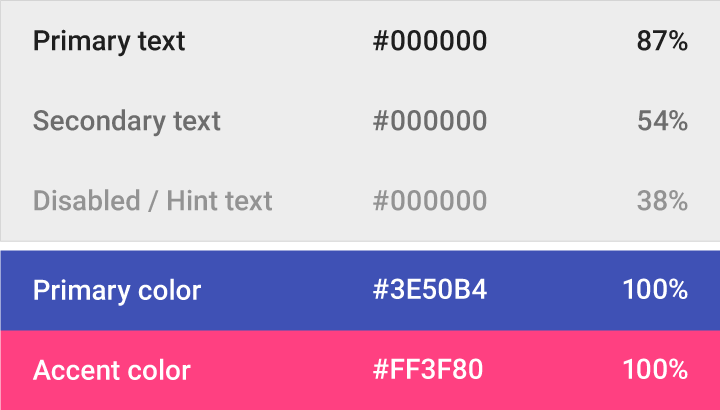 Primary text #000000 87%
Secondary text #000000 54%
Disabled / Hint text #000000 38%
Primary color #3E50B4 100%
Accent color #FF3F80 100%